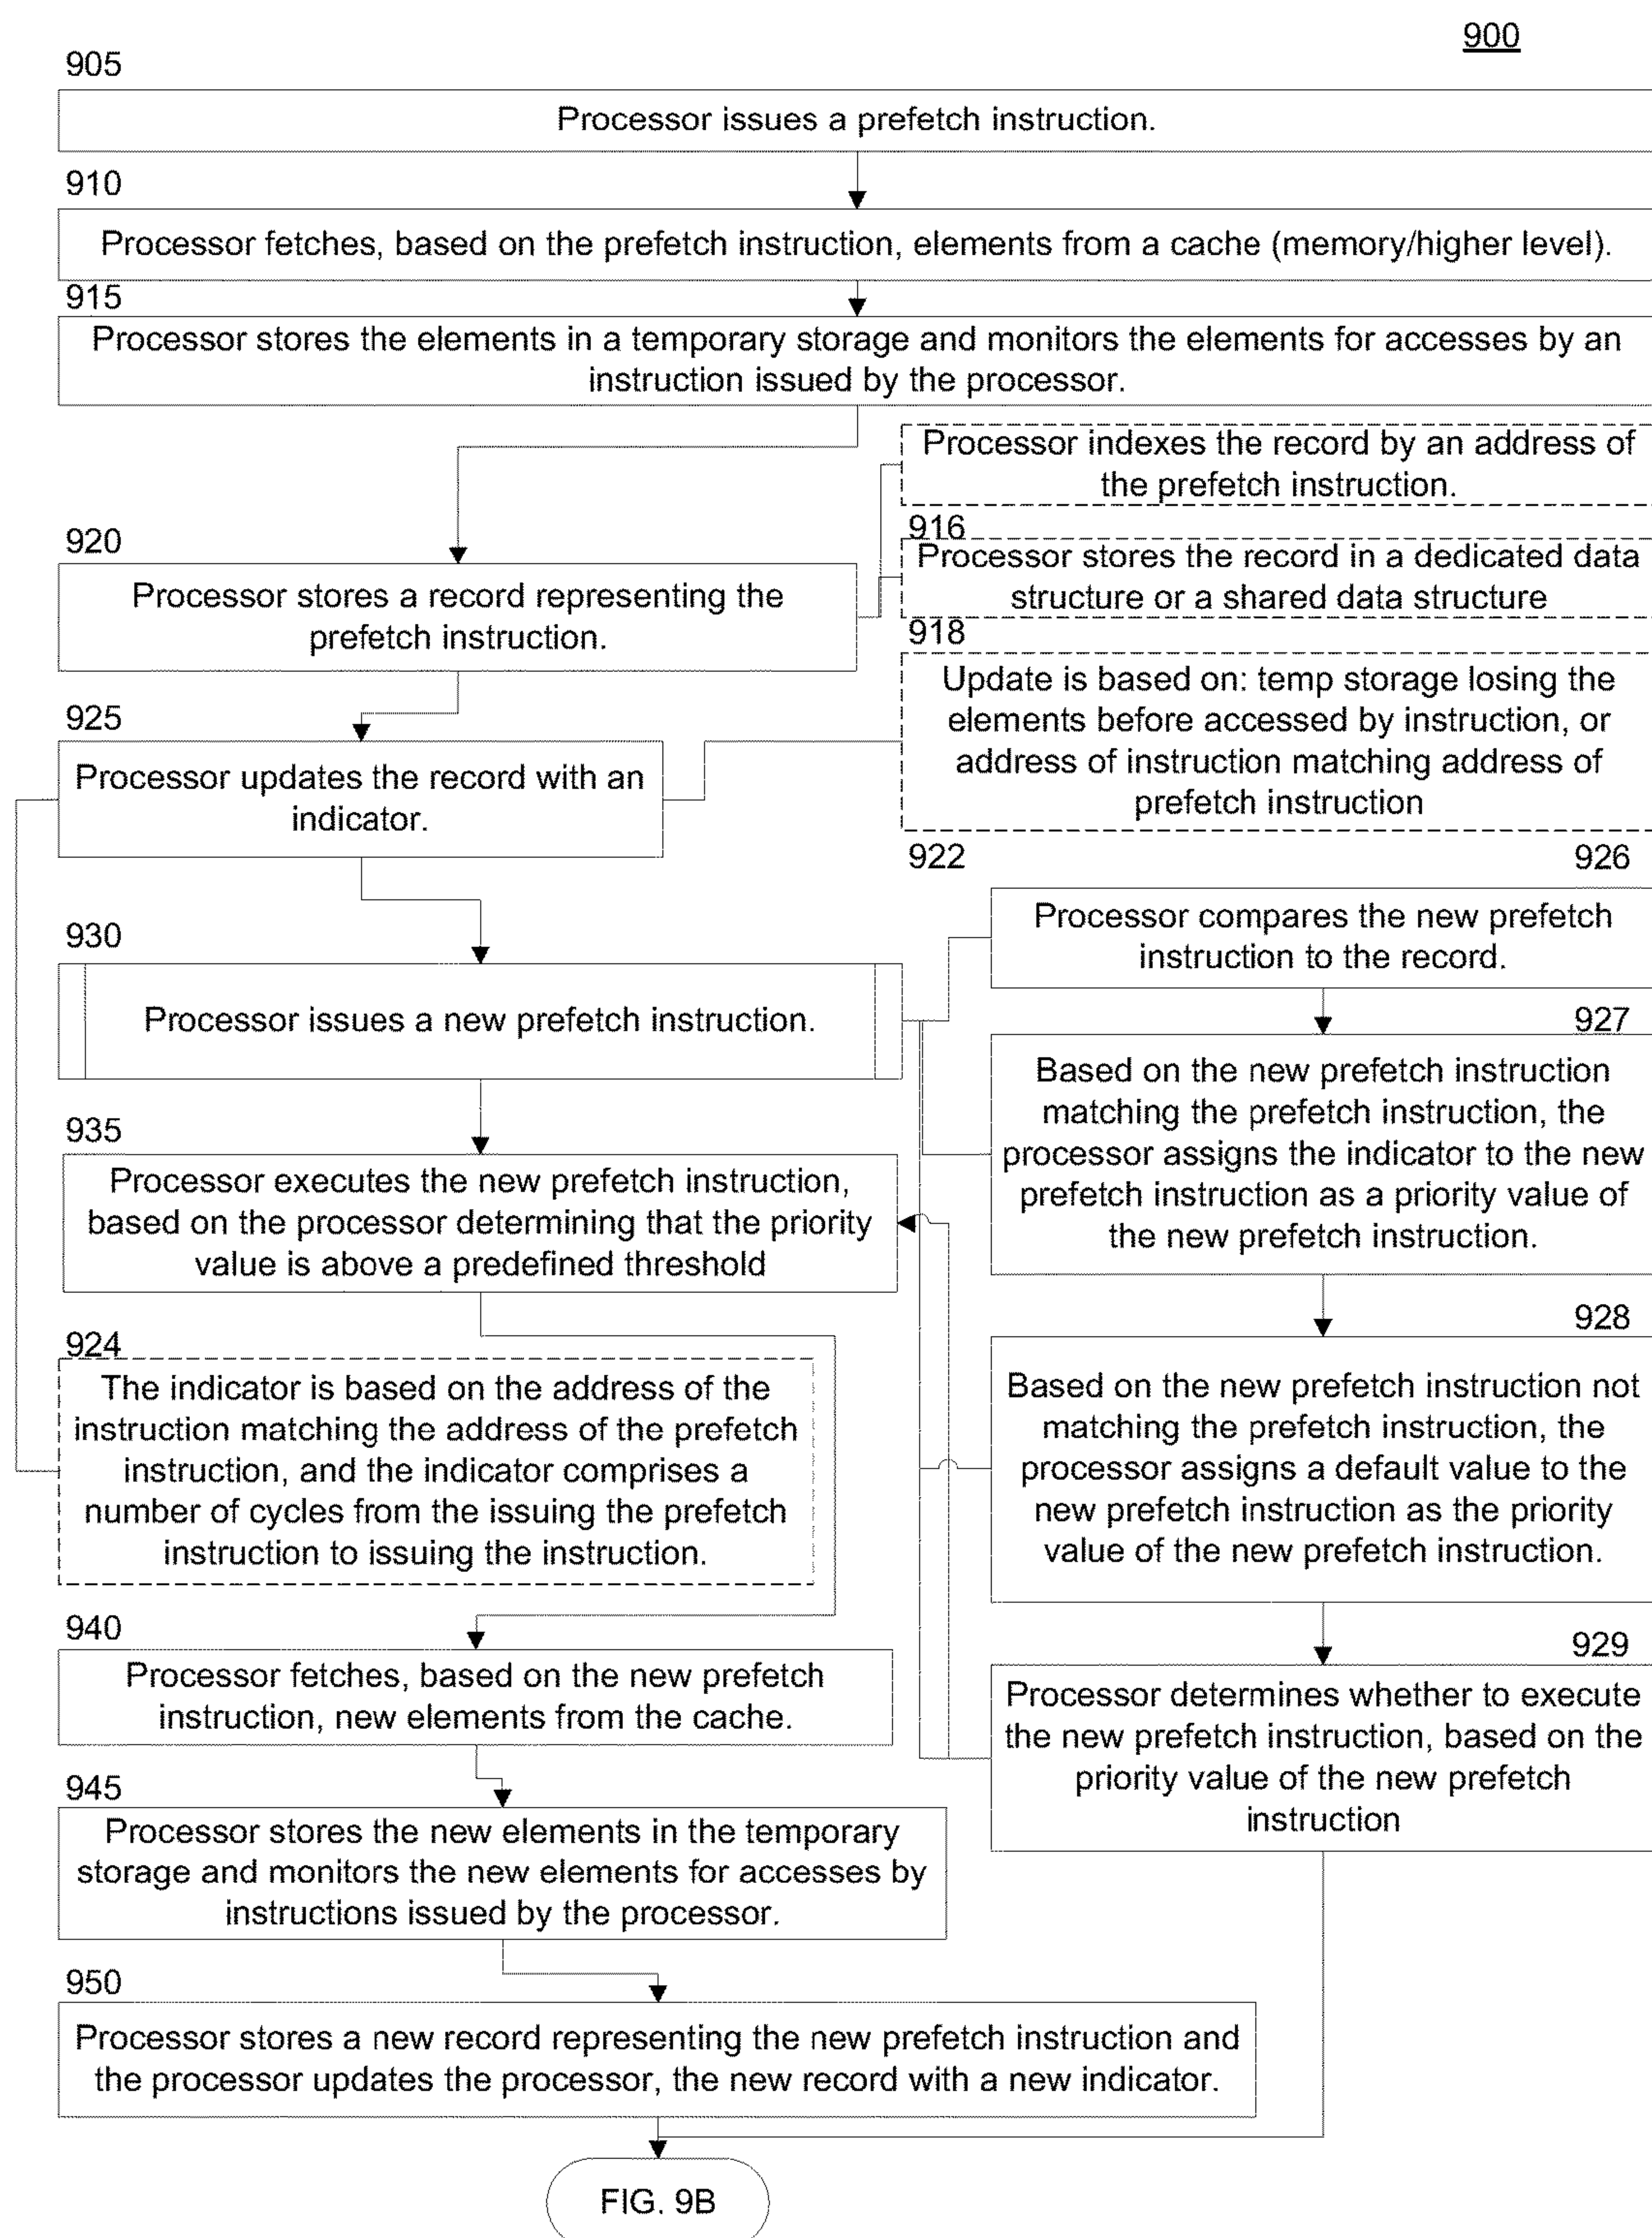 900
905
Processor issues a prefetch instruction.
910
Processor fetches, based on the prefetch instruction, elements from a cache (memory/higher level).
915
Processor stores the elements in a temporary storage and monitors the elements for accesses by an
instruction issued by the processor.
Processor indexes the record by an address of
the prefetch instruction.
916
920
Processor stores a record representing the
prefetch instruction.
Processor stores the record in a dedicated data
structure or a shared data structure
918
925
Processor updates the record with an
indicator.
Update is based on: temp storage losing the
elements before accessed by instruction, or
address of instruction matching address of
prefetch instruction
922
926
Processor compares the new prefetch
instruction to the record.
930
Processor issues a new prefetch instruction.
927
Based on the new prefetch instruction
matching the prefetch instruction, the
processor assigns the indicator to the new
prefetch instruction as a priority value of
the new prefetch instruction.
935
Processor executes the new prefetch instruction,
based on the processor determining that the priority
value is above a predefined threshold
928
Based on the new prefetch instruction not
matching the prefetch instruction, the
processor assigns a default value to the
new prefetch instruction as the priority
value of the new prefetch instruction.
924
The indicator is based on the address of the
instruction matching the address of the prefetch
instruction, and the indicator comprises a
number of cycles from the issuing the prefetch
instruction to issuing the instruction.
940
Processor fetches, based on the new prefetch
instruction, new elements from the cache.
929
Processor determines whether to execute
the new prefetch instruction, based on the
priority value of the new prefetch
instruction
945
Processor stores the new elements in the temporary
storage and monitors the new elements for accesses by
instructions issued by the processor.
950
Processor stores a new record representing the new prefetch instruction and
the processor updates the processor, the new record with a new indicator.
FIG. 9B